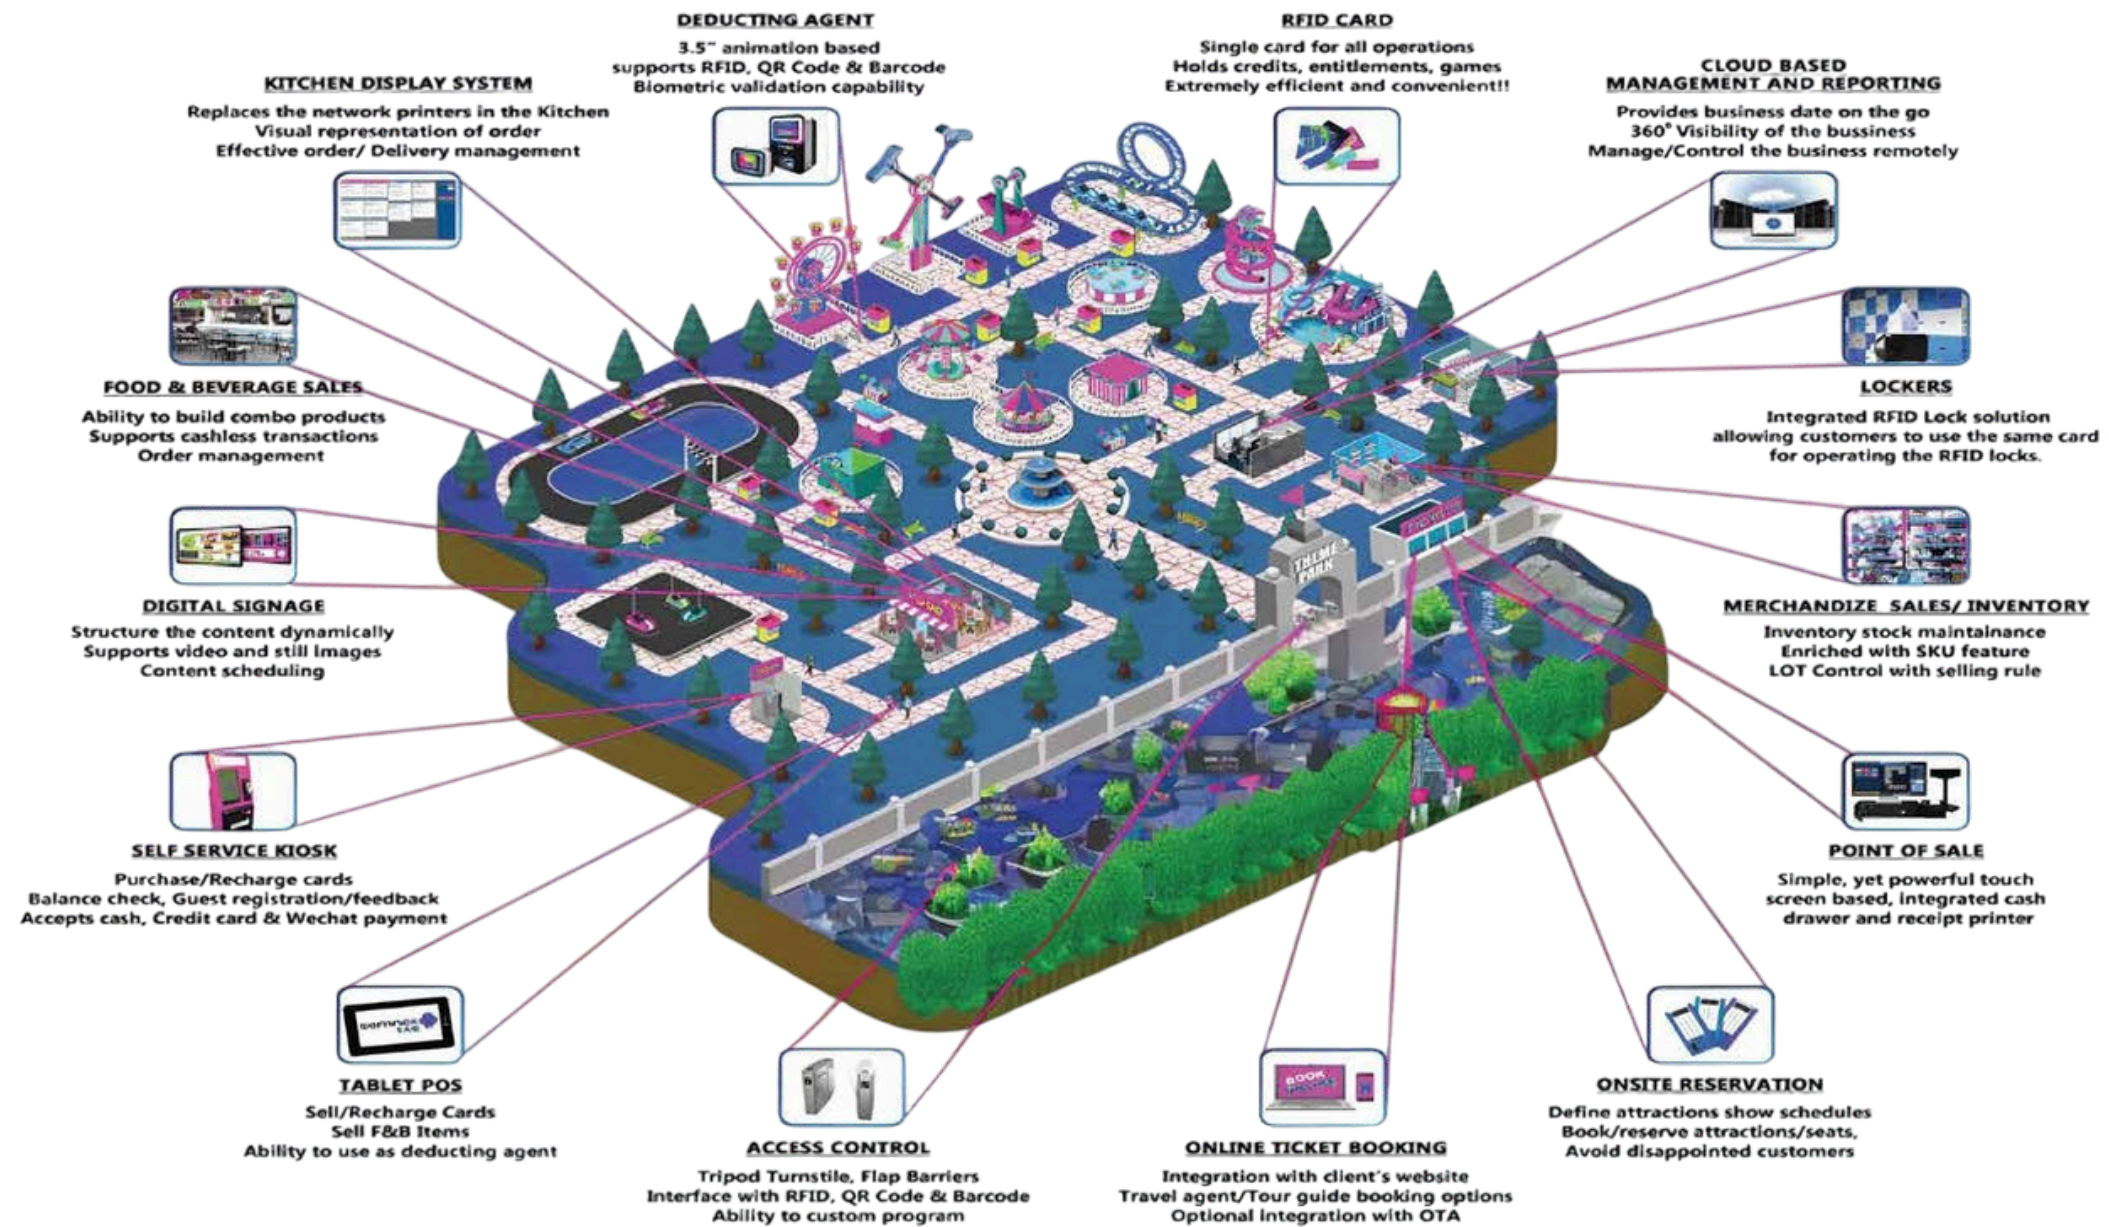 DEDUCTING AGENT
3.5" animation based
supports RFID, QR Code & Barcode
Biometric validation capability
RFID CARD
Single card for all operations
Holds credits, entitlements, games
Extremely efficient and convenient!!
KITCHEN DISPLAY SYSTEM
Replaces the network printers in the Kitchen
Visual representation of order
Effective order/ Delivery management
CLOUD BASED
MANAGEMENT AND REPORTING
Provides business date on the go
360° Visibility of the bussiness
Manage/Control the business remotely
FOOD & BEVERAGE SALES
Ability to build combo products
Supports cashless transactions
Order management
LOCKERS
Integrated RFID Lock solution
allowing customers to use the same card
for operating the RFID locks.
DIGITAL SIGNAGE
Structure the content dynamically
Supports video and still images
Content scheduling
THEME
PARK
FOOD
MERCHANDIZE SALES/ INVENTORY
Inventory stock maintainance
Enriched with SKU feature
LOT Control with selling rule
SELF SERVICE KIOSK
Purchase/Recharge cards
Balance check, Guest registration/feedback
Accepts cash, Credit card & Wechat payment
POINT OF SALE
Simple, yet powerful touch
screen based, integrated cash
drawer and receipt printer
TABLET POS
Sell/Recharge Cards
Sell F&B Items
Ability to use as deducting agent
ACCESS CONTROL
Tripod Turnstile, Flap Barriers
Interface with RFID, QR Code & Barcode
Ability to custom program
BOOK
ONLINE TICKET BOOKING
Integration with client's website
Travel agent/Tour guide booking options
Optional integration with OTA
ONSITE RESERVATION
Define attractions show schedules
Book/reserve attractions/seats,
Avoid disappointed customers